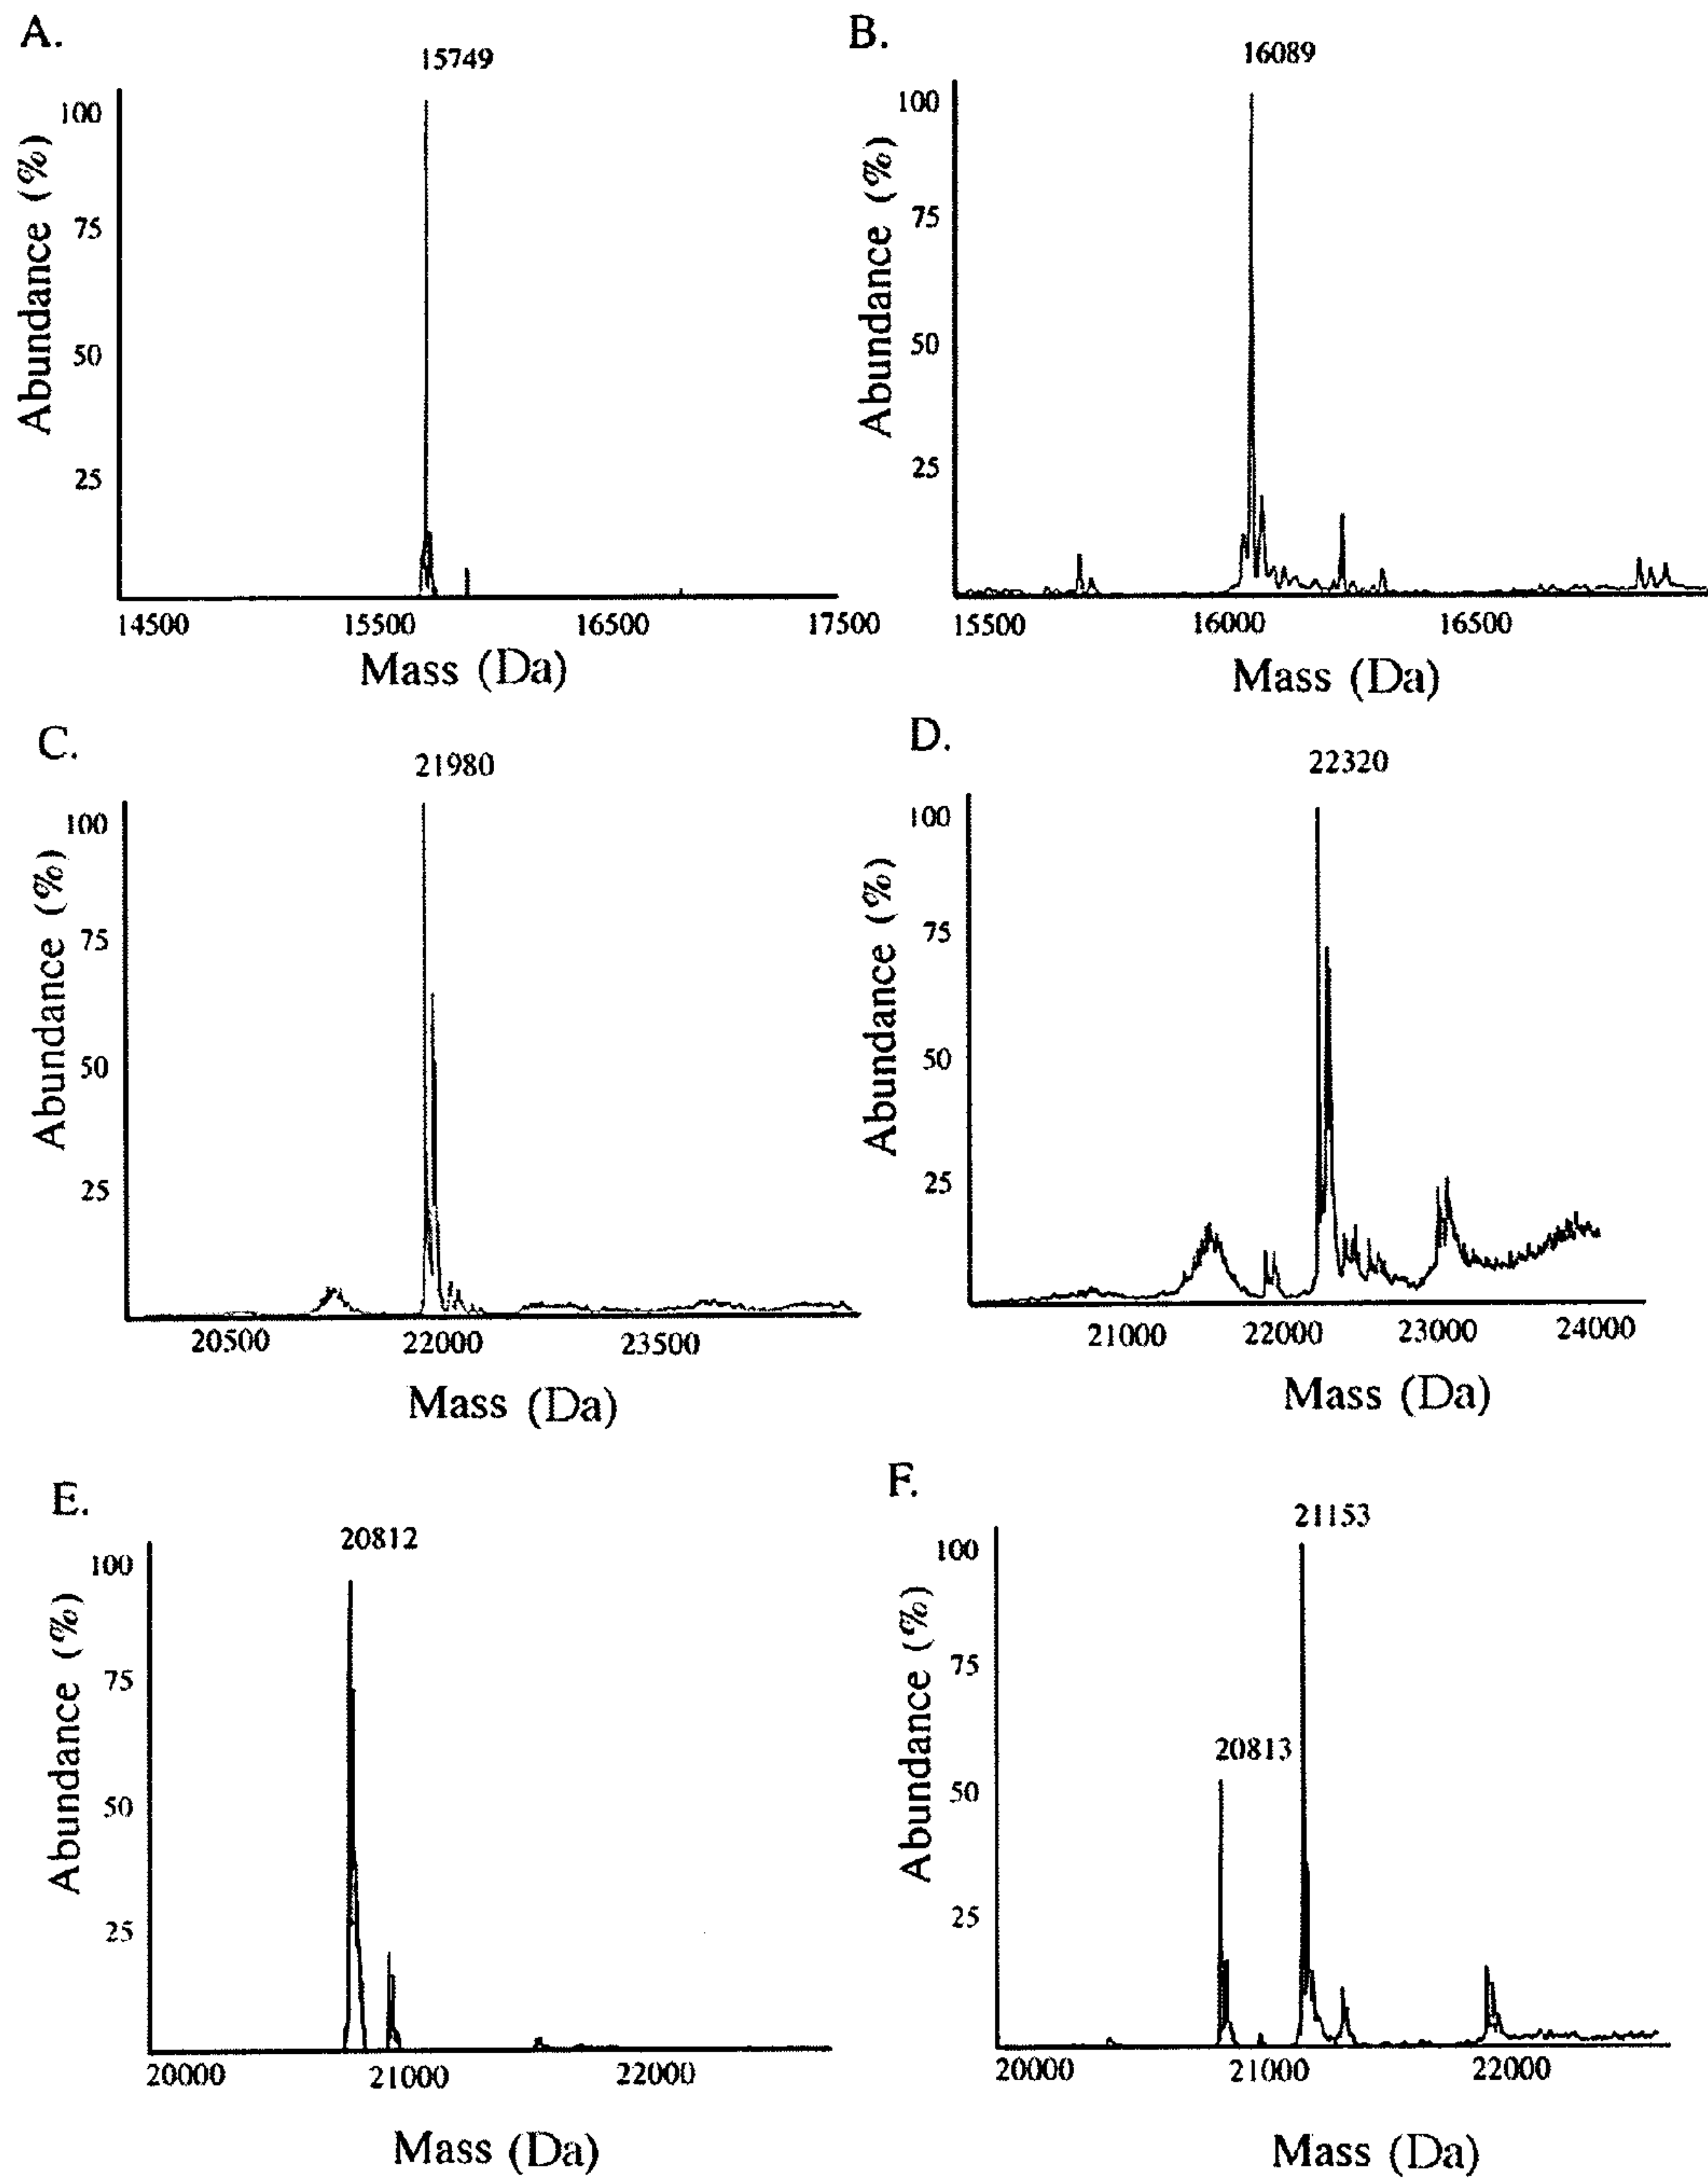 A.
15749
100
75
50
25
Abundance (%)
14500 15500 16500 17500
Mass (Da)
B.
16089
100
75
50
25
Abundance (%)
15500 16000 16500
Mass (Da)
C.
21980
100
75
50
25
Abundance (%)
20500 22000 23500
Mass (Da)
D.
22320
100
75
50
25
Abundance (%)
21000 22000 23000 24000
Mass (Da)
E.
20812
100
75
50
25
Abundance (%)
20000 21000 22000
Mass (Da)
F.
21153
20813
100
75
50
25
Abundance (%)
20000 21000 22000
Mass (Da)